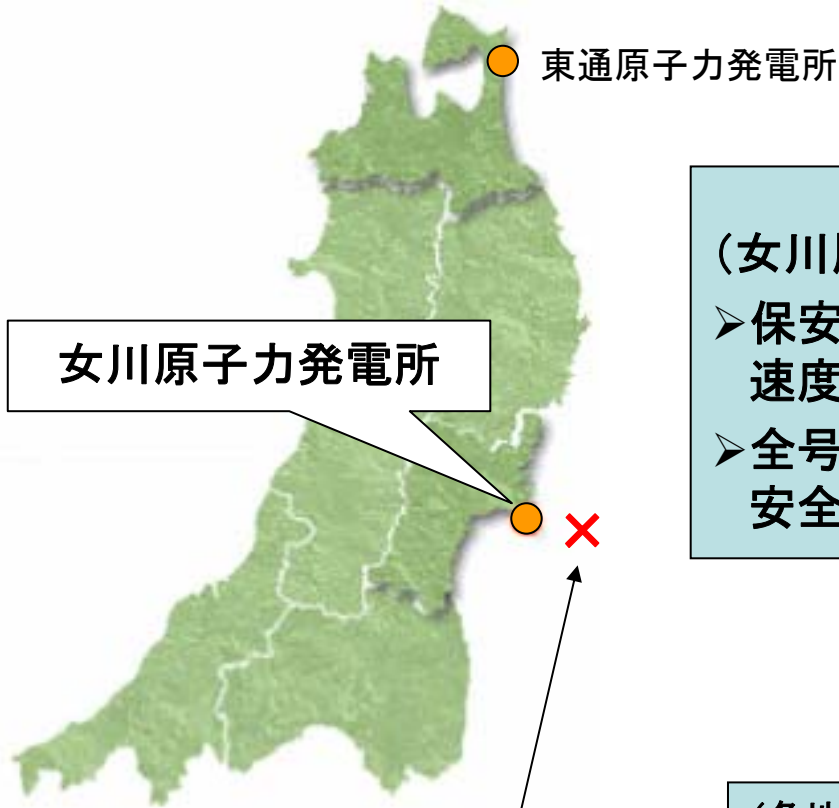 東通原子力発電所
（女川
➢保安
速度
➢全号
安全
女川原子力発電所